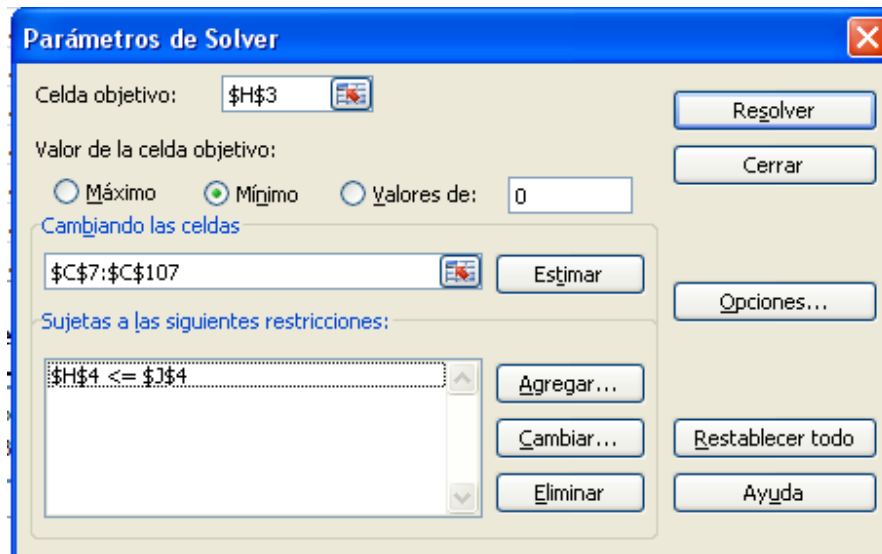 Parámetros de Solver
Celda objetivo: $H$3
Resolver
Valor de la celda objetivo:
Cerrar
Máximo Mínimo Valores de: 0
Cambiando las celdas
$C$7:$C$107 Estimar
Opciones...
Sujetas a las siguientes restricciones:
$H$4 <= $J$4
Agregar...
Cambiar... Restablecer todo
Eliminar Ayuda